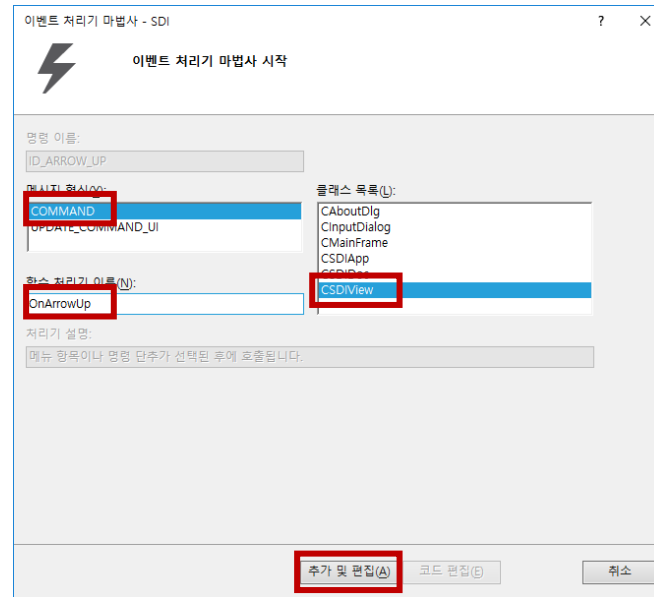 이벤트 처리기 마법사 - SDI
?
×
이벤트 처리기 마법사 시작
명령 이름:
ID_ARROW_UP
메시지 형식(Y):
COMMAND
UPDATE_COMMAND_UI
클래스 목록(L):
CAboutDlg
CInputDialog
CMainFrame
CSDIApp
CSDIDoc
CSDIView
함수 처리기 이름(N):
OnArrowUp
처리기 설명:
메뉴 항목이나 명령 단추가 선택된 후에 호출됩니다.
추가 및 편집(A)
코드 편집(E)
취소